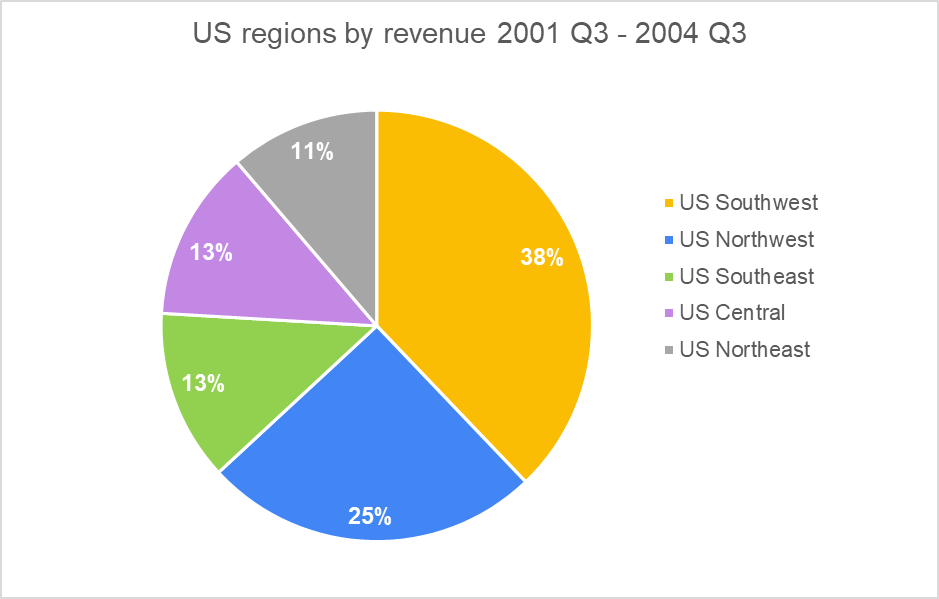 US regions by revenue 2001 Q3 - 2004 Q3
11%
38%
13%
13%
25%
US Southwest
US Northwest
US Southeast
US Central
US Northeast